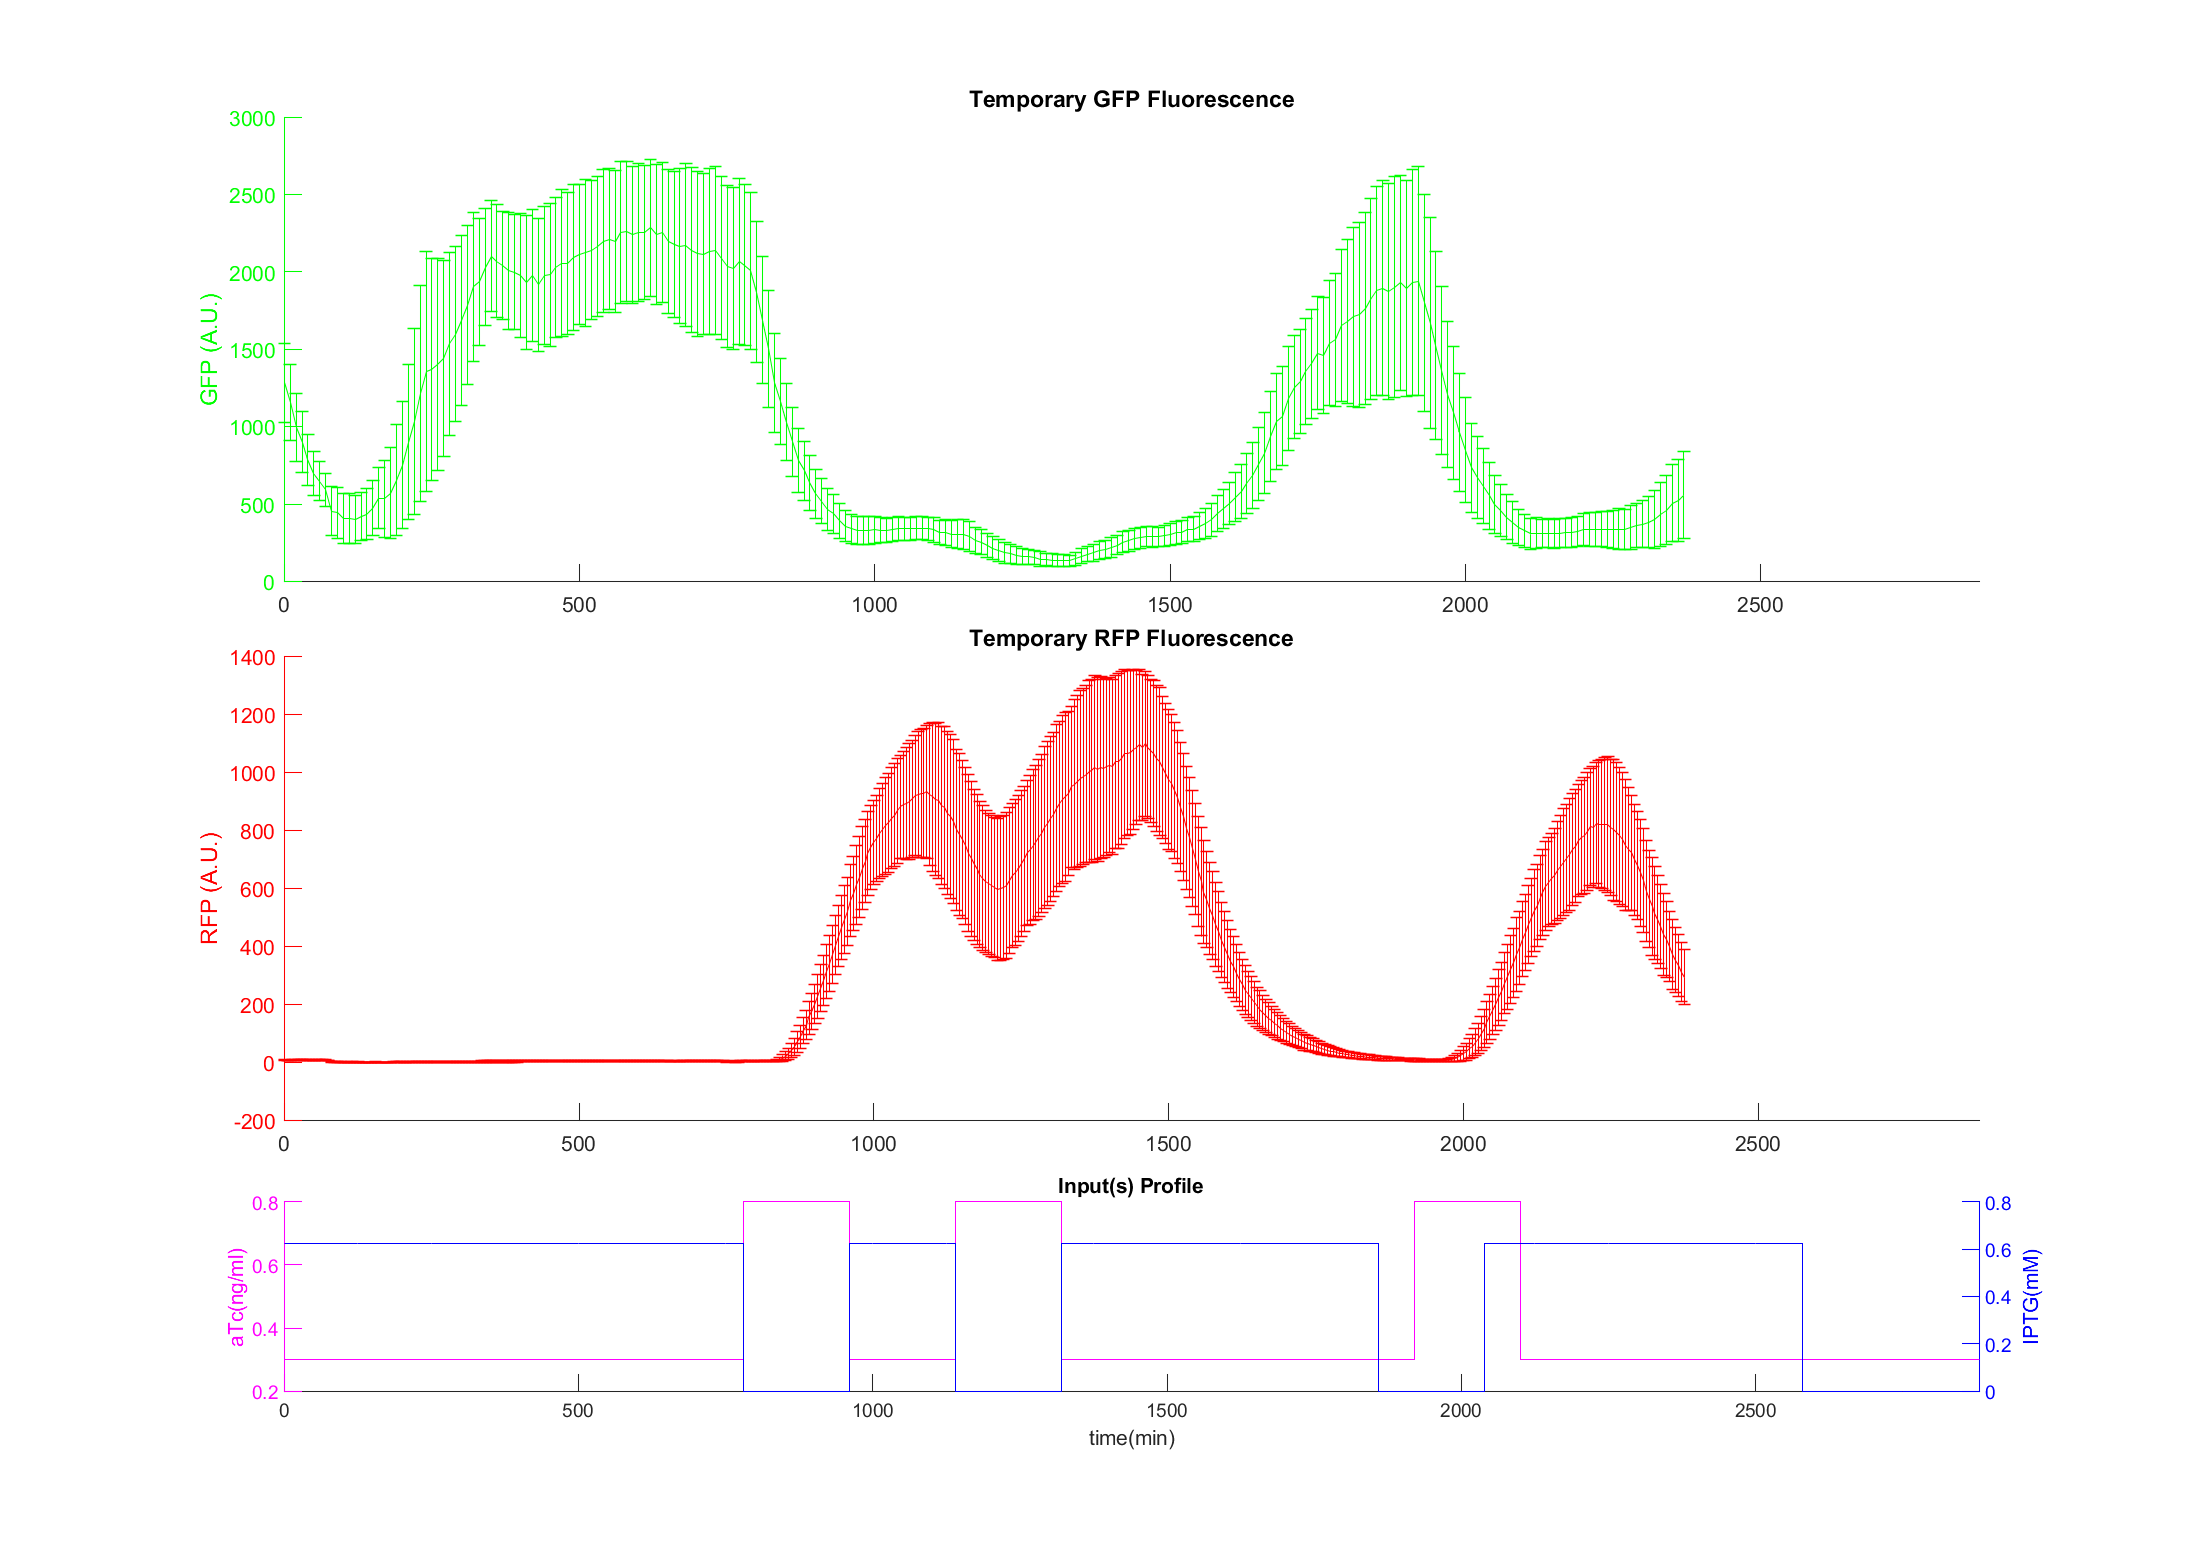 Temporary GFP Fluorescence
3000
2500
2000
1500
1000
500
0
GFP (A.U.)
0 500 1000 1500 2000 2500
Temporary RFP Fluorescence
1400
1200
1000
800
600
400
200
0
-200
RFP (A.U.)
0 500 1000 1500 2000 2500
Input(s) Profile
0.8
0.6
0.4
0.2
aTc(ng/ml)
0.8
0.6
0.4
0.2
0
IPTG(mM)
0 500 1000 1500 2000 2500
time(min)